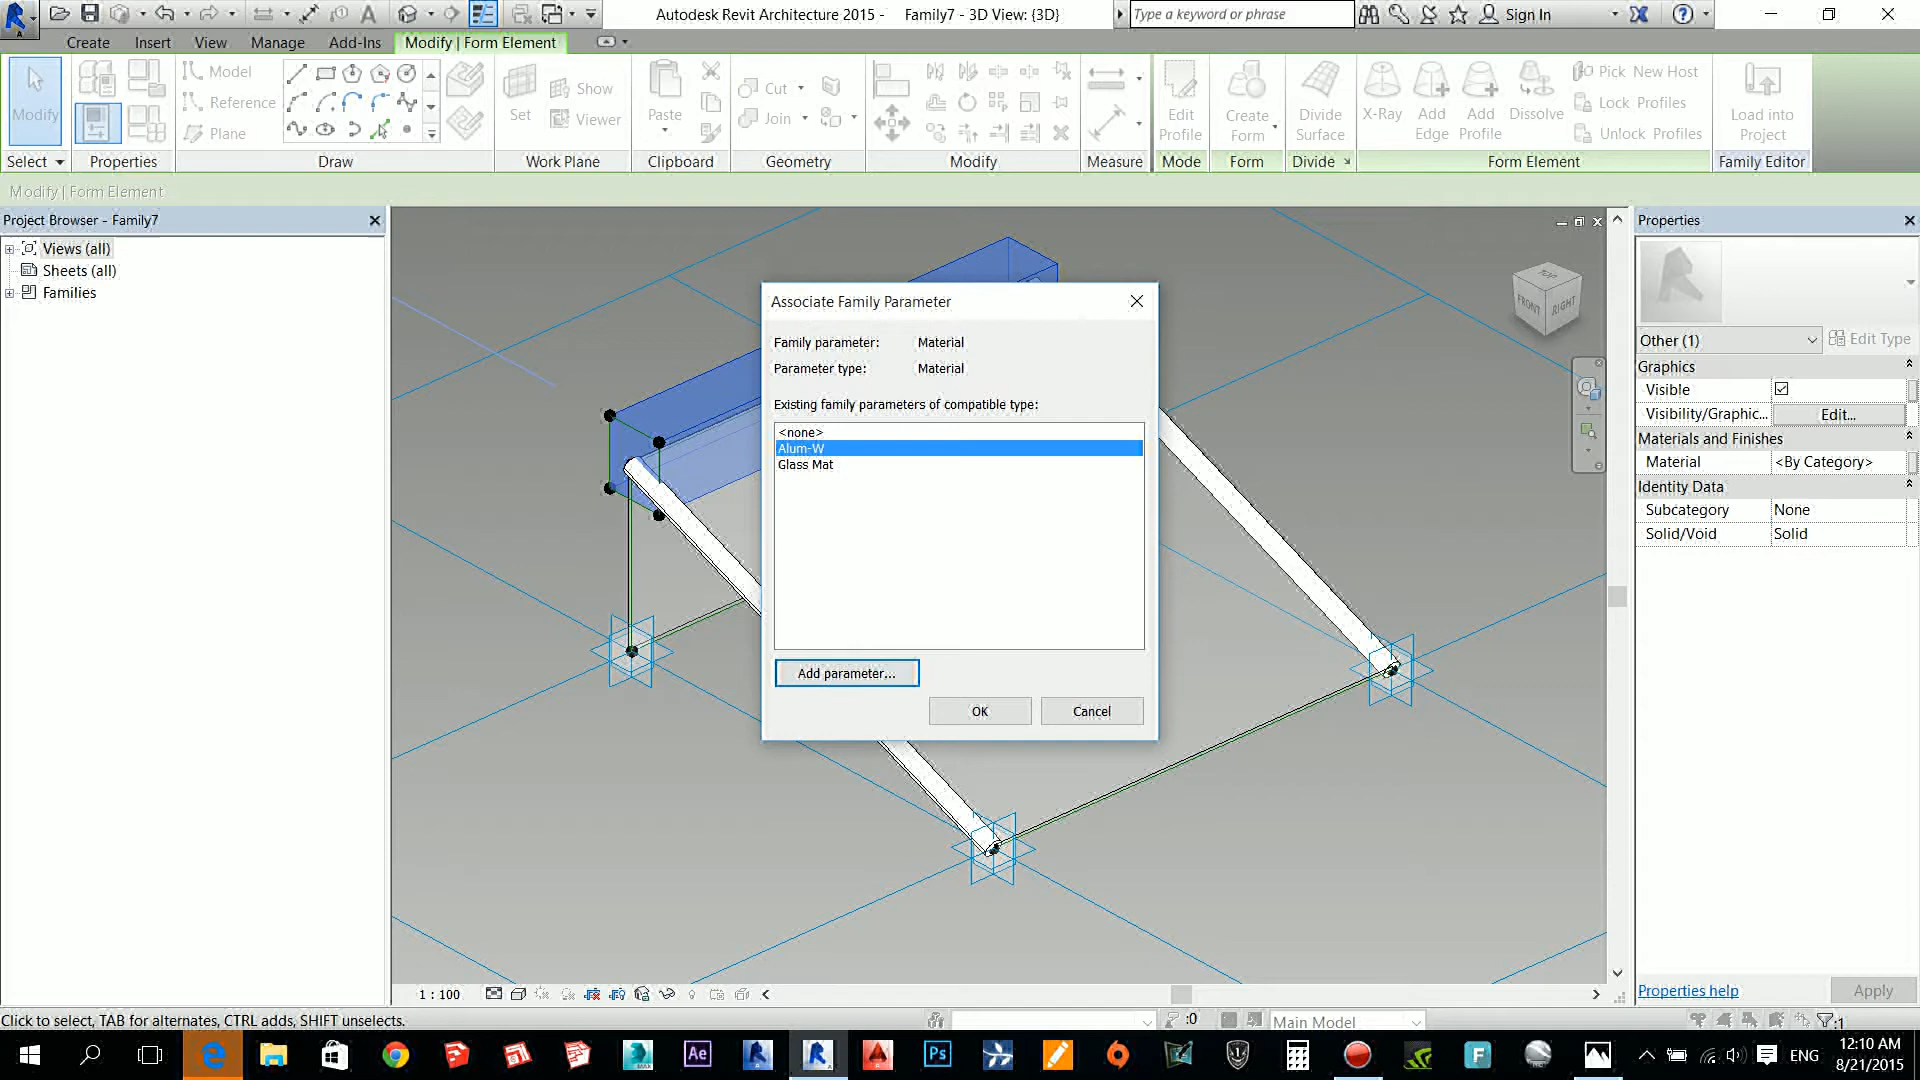 Autodesk Revit Architecture 2015 - Family7 - 3D View: {3D}
Type a keyword or phrase
Sign In
Create Insert View Manage Add-Ins Modify | Form Element
Modify
Model
Reference
Plane
Set
Show
Viewer
Paste
Cut
Join
Edit Profile
Create Form
Divide Surface
X-Ray
Add Edge
Add Profile
Dissolve
Pick New Host
Lock Profiles
Unlock Profiles
Load into Project
Select Properties Draw Work Plane Clipboard Geometry Modify Measure Mode Form Divide Form Element Family Editor
Modify | Form Element
Project Browser - Family7
Views (all)
Sheets (all)
Families
Associate Family Parameter
Family parameter: Material
Parameter type: Material
Existing family parameters of compatible type:
<none>
Alum-W
Glass Mat
Add parameter...
OK
Cancel
TOP
FRONT
RIGHT
Properties
Other (1)
Edit Type
Graphics
Visible
Visibility/Graphic... Edit...
Materials and Finishes
Material <By Category>
Identity Data
Subcategory None
Solid/Void Solid
Properties help
Apply
1 : 100
Click to select, TAB for alternates, CTRL adds, SHIFT unselects.
:0
Main Model
:1
Ae
Ps
F
ENG
12:10 AM
8/21/2015